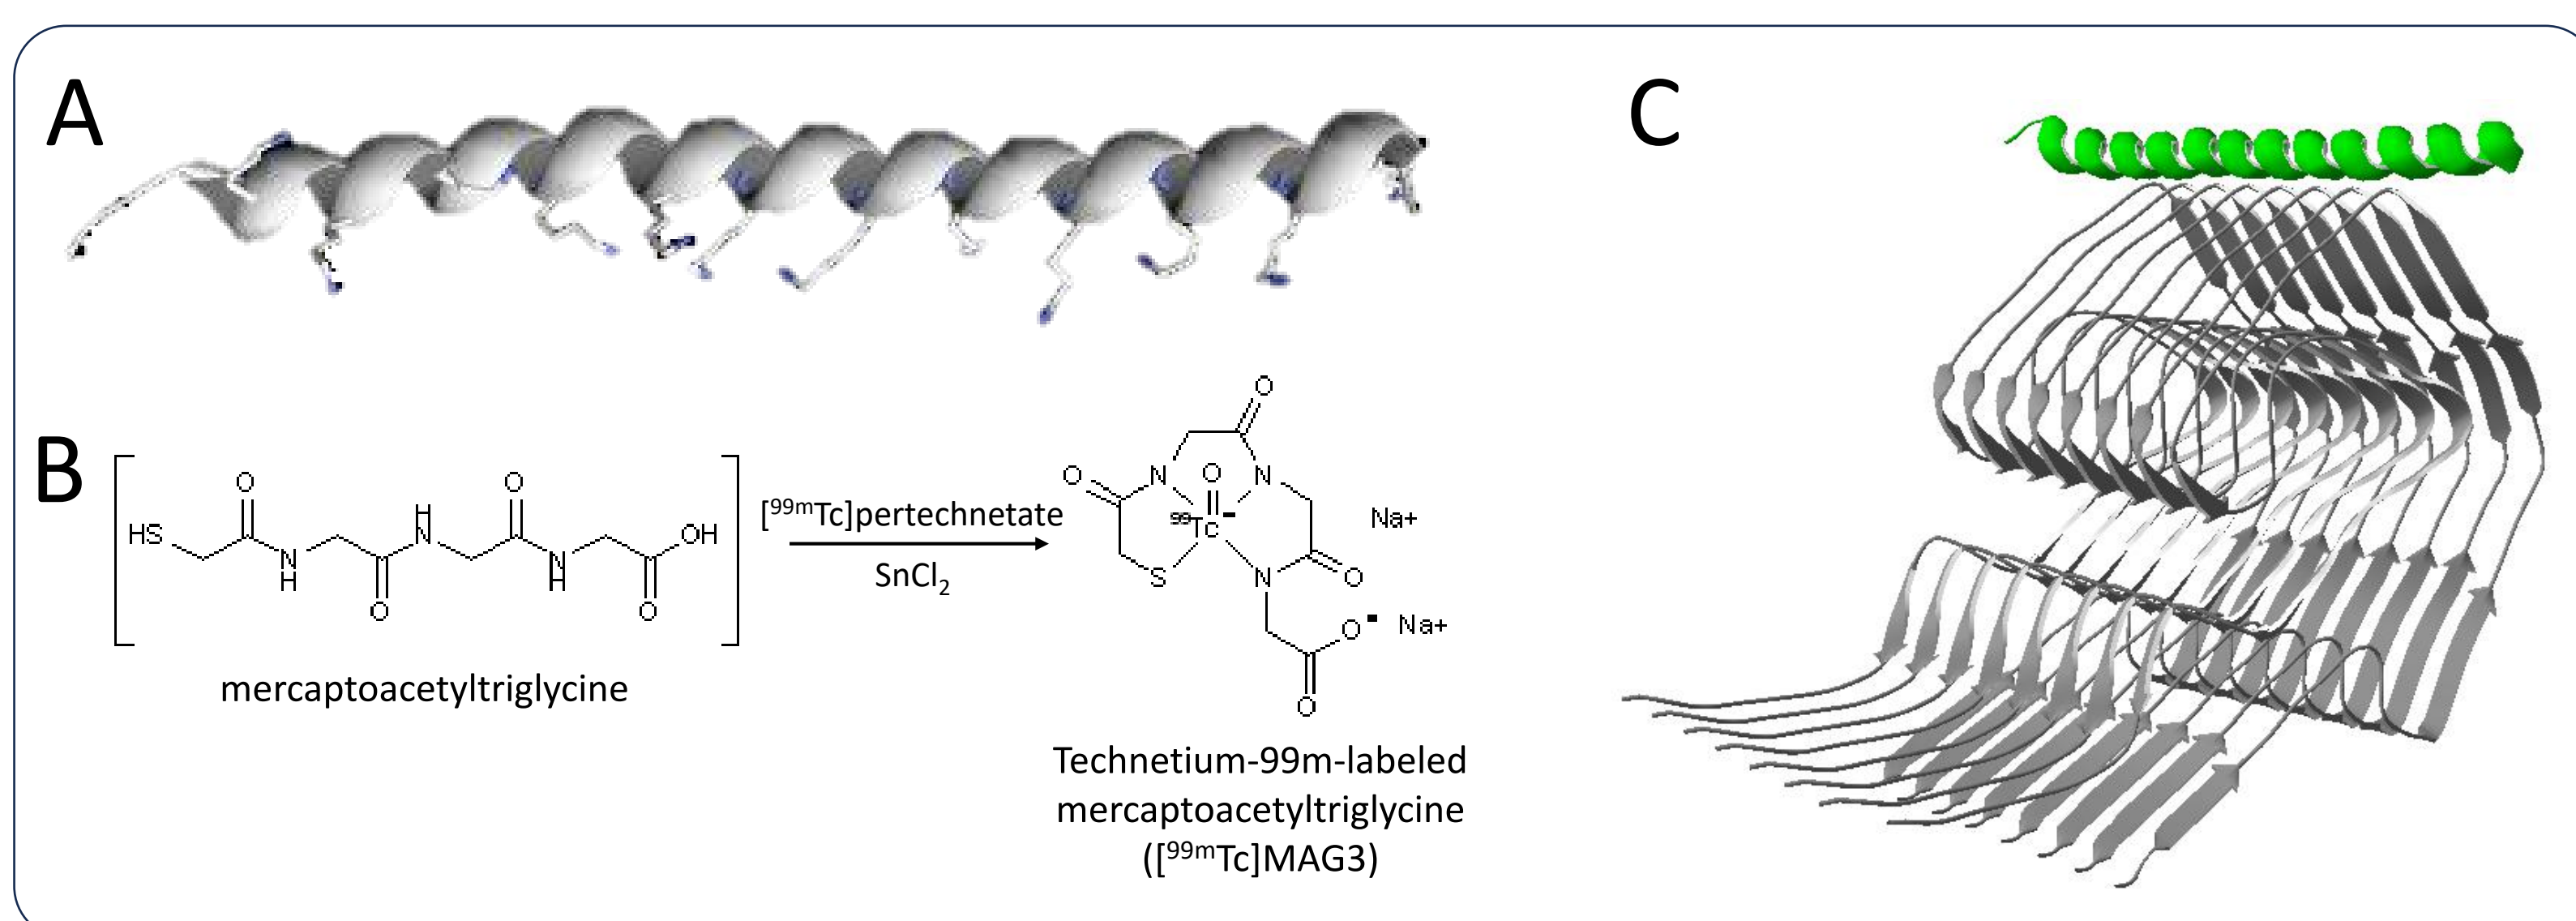 A
C
B
O
HS
N
H
O
H
N
O
N
H
O
OH
[⁹⁹ᵐTc]pertechnetate
SnCl₂
mercaptoacetyltriglycine
O
O
N
O
N
⁹⁹Tc-
S
N
O
Na+
O- Na+
O
Technetium-99m-labeled
mercaptoacetyltriglycine
([⁹⁹ᵐTc]MAG3)